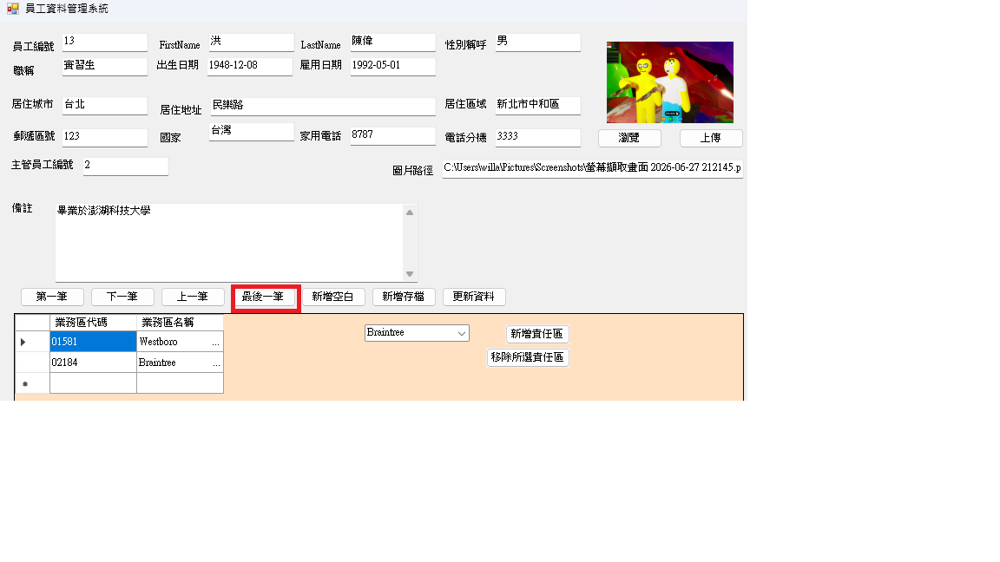 員工資料管理系統
員工編號 13 FirstName 洪 LastName 陳偉 性別稱呼 男
職稱 實習生 出生日期 1948-12-08 雇用日期 1992-05-01
居住城市 台北 居住地址 民樂路 居住區域 新北市中和區
郵遞區號 123 國家 台灣 家用電話 8787 電話分機 3333 瀏覽 上傳
主管員工編號 2 圖片路徑 C:\Users\willa\Pictures\Screenshots\螢幕擷取畫面 2026-06-27 212145.p
備註 畢業於澎湖科技大學
第一筆 下一筆 上一筆 最後一筆 新增空白 新增存檔 更新資料
業務區代碼 業務區名稱
01581 Westboro ... Braintree 新增責任區
02184 Braintree ... 移除所選責任區